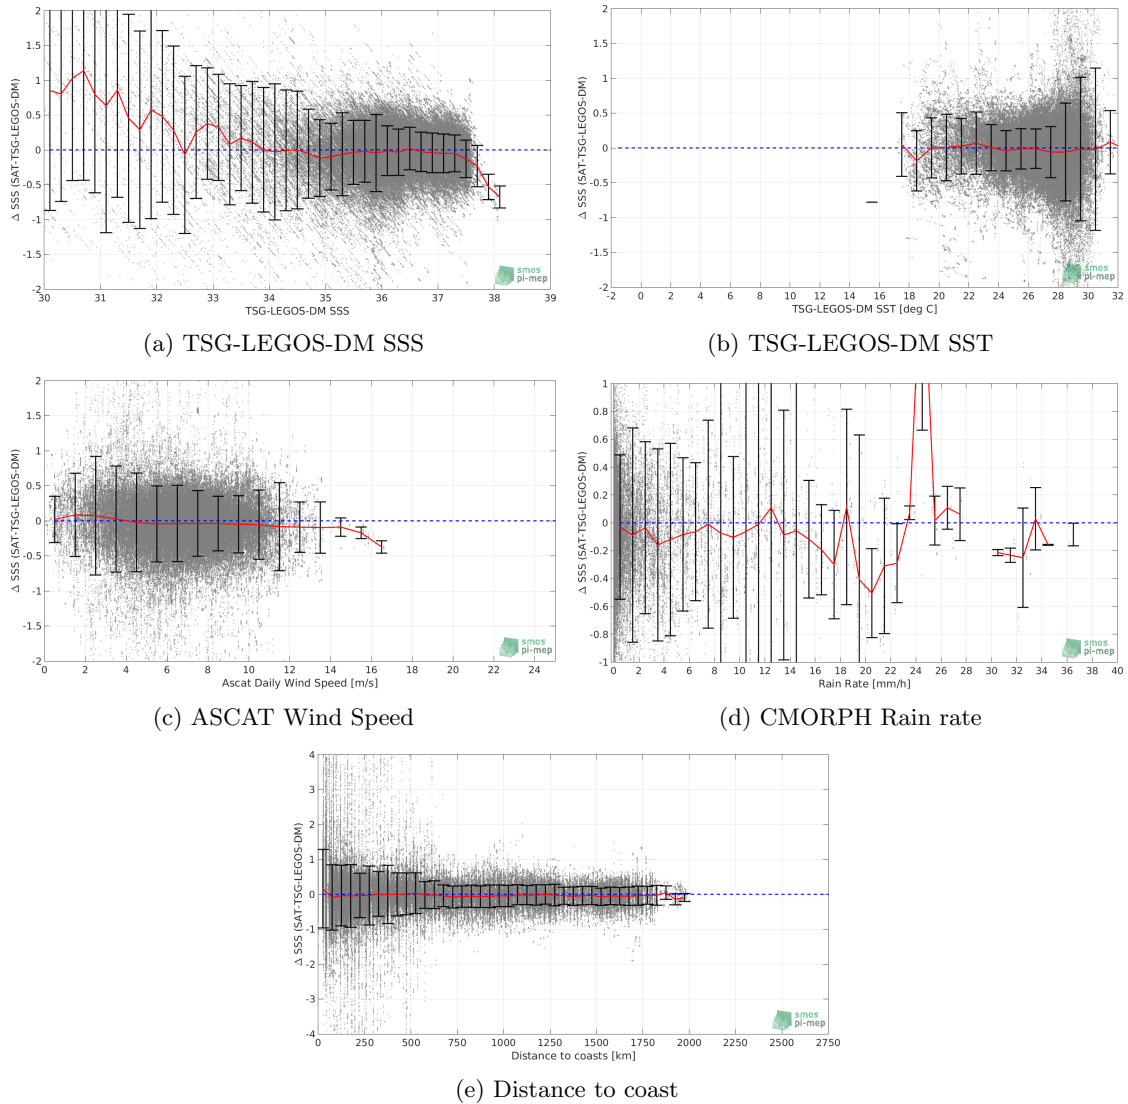 Δ SSS (SAT-TSG-LEGOS-DM)
2
1.5
1
0.5
0
-0.5
-1
-1.5
-2
30 31 32 33 34 35 36 37 38 39
TSG-LEGOS-DM SSS
smos
pi-mep
(a) TSG-LEGOS-DM SSS
Δ SSS (SAT-TSG-LEGOS-DM)
2
1.5
1
0.5
0
-0.5
-1
-1.5
-2
-2 0 2 4 6 8 10 12 14 16 18 20 22 24 26 28 30 32
TSG-LEGOS-DM SST [deg C]
smos
pi-mep
(b) TSG-LEGOS-DM SST
Δ SSS (SAT-TSG-LEGOS-DM)
2
1.5
1
0.5
0
-0.5
-1
-1.5
-2
0 2 4 6 8 10 12 14 16 18 20 22 24
Ascat Daily Wind Speed [m/s]
smos
pi-mep
(c) ASCAT Wind Speed
Δ SSS (SAT-TSG-LEGOS-DM)
1
0.8
0.6
0.4
0.2
0
-0.2
-0.4
-0.6
-0.8
-1
0 2 4 6 8 10 12 14 16 18 20 22 24 26 28 30 32 34 36 38 40
Rain Rate [mm/h]
smos
pi-mep
(d) CMORPH Rain rate
Δ SSS (SAT-TSG-LEGOS-DM)
4
3
2
1
0
-1
-2
-3
-4
0 250 500 750 1000 1250 1500 1750 2000 2250 2500 2750
Distance to coasts [km]
smos
pi-mep
(e) Distance to coast